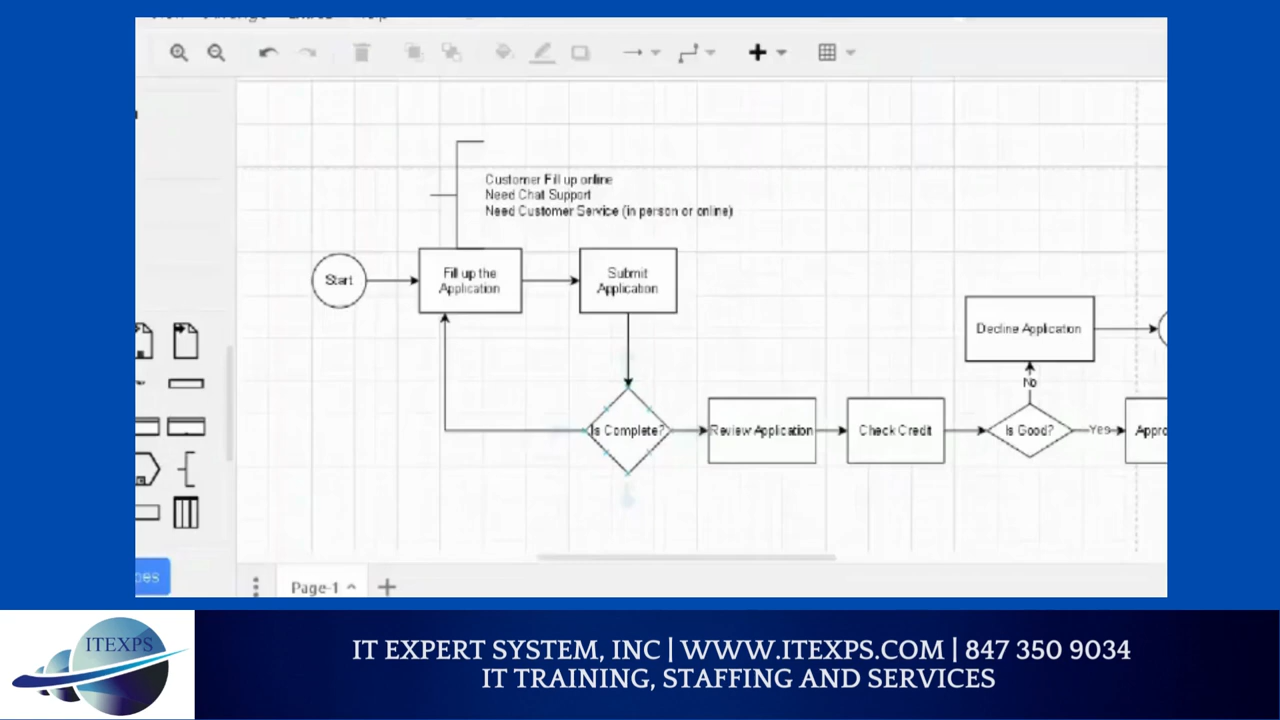 Customer Fill up online
Need Chat Support
Need Customer Service (in person or online)
Start
Fill up the
Application
Submit
Application
Decline Application
No
Is Complete?
Review Application
Check Credit
Is Good?
Yes
Appro
Page-1
ITEXPS
IT EXPERT SYSTEM, INC | WWW.ITEXPS.COM | 847 350 9034
IT TRAINING, STAFFING AND SERVICES